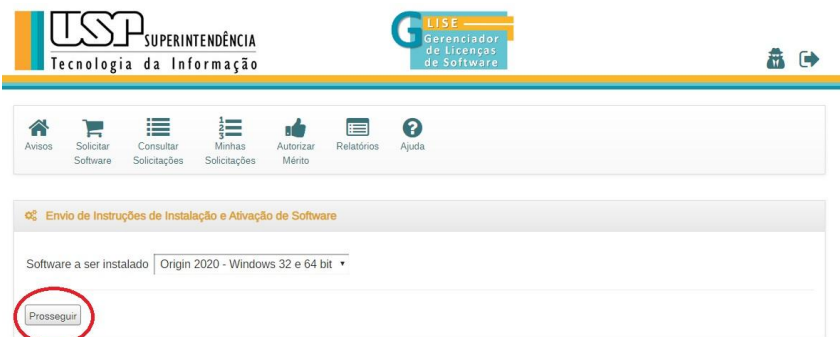 USP SUPERINTENDÊNCIA
Tecnologia da Informação
GLISE
Gerenciador
de Licenças
de Software
Avisos
Solicitar
Software
Consultar
Solicitações
Minhas
Solicitações
Autorizar
Mérito
Relatórios
Ajuda
Envio de Instruções de Instalação e Ativação de Software
Software a ser instalado Origin 2020 - Windows 32 e 64 bit
Prosseguir